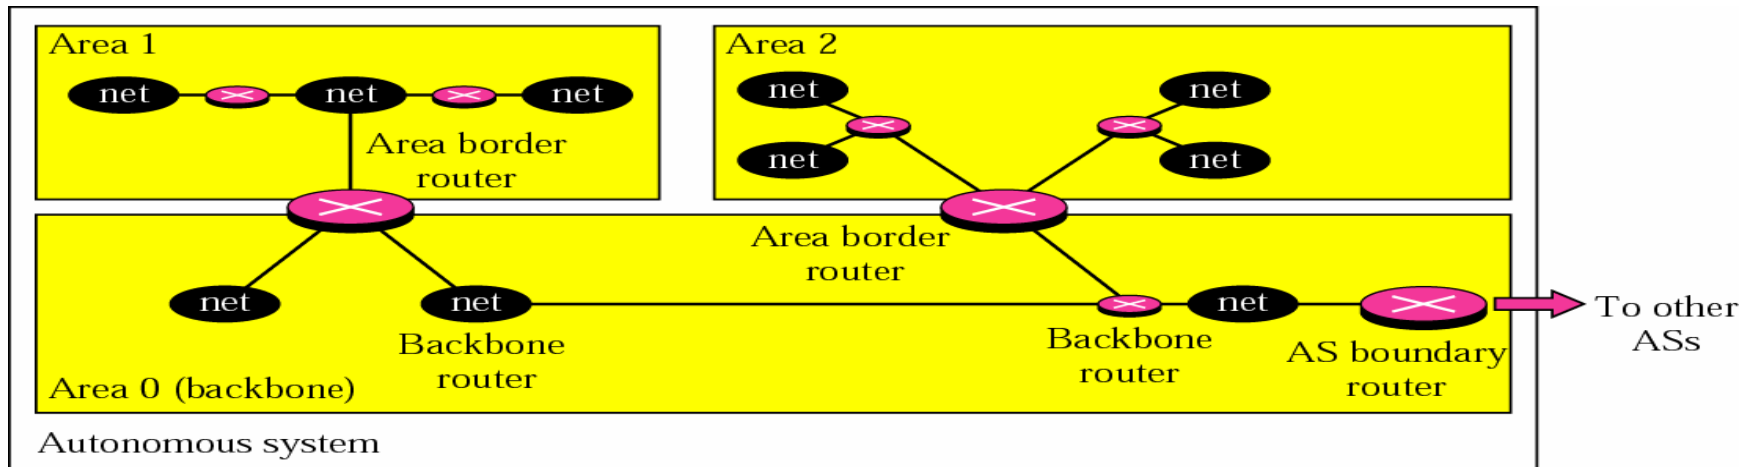 Area 1
net
net
net
Area border
router
Area 2
net
net
net
net
Area border
router
net
net
Backbone
router
net
Backbone
router
AS boundary
router
To other
ASs
Area 0 (backbone)
Autonomous system